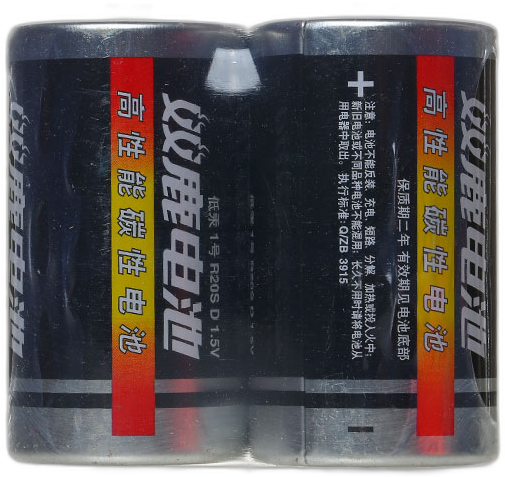 双鹿电池
高性能碳性电池
低汞 1号 R20S D 1.5V
双鹿电池
高性能碳性电池
保质期二年 有效期见电池底部
注意: 电池不能反装、充电、短路、分解、加热或投入火中;
新旧电池或不同品种电池不能混用; 长久不用时请将电池从
用电器中取出。执行标准: Q/ZB 3915
+
−